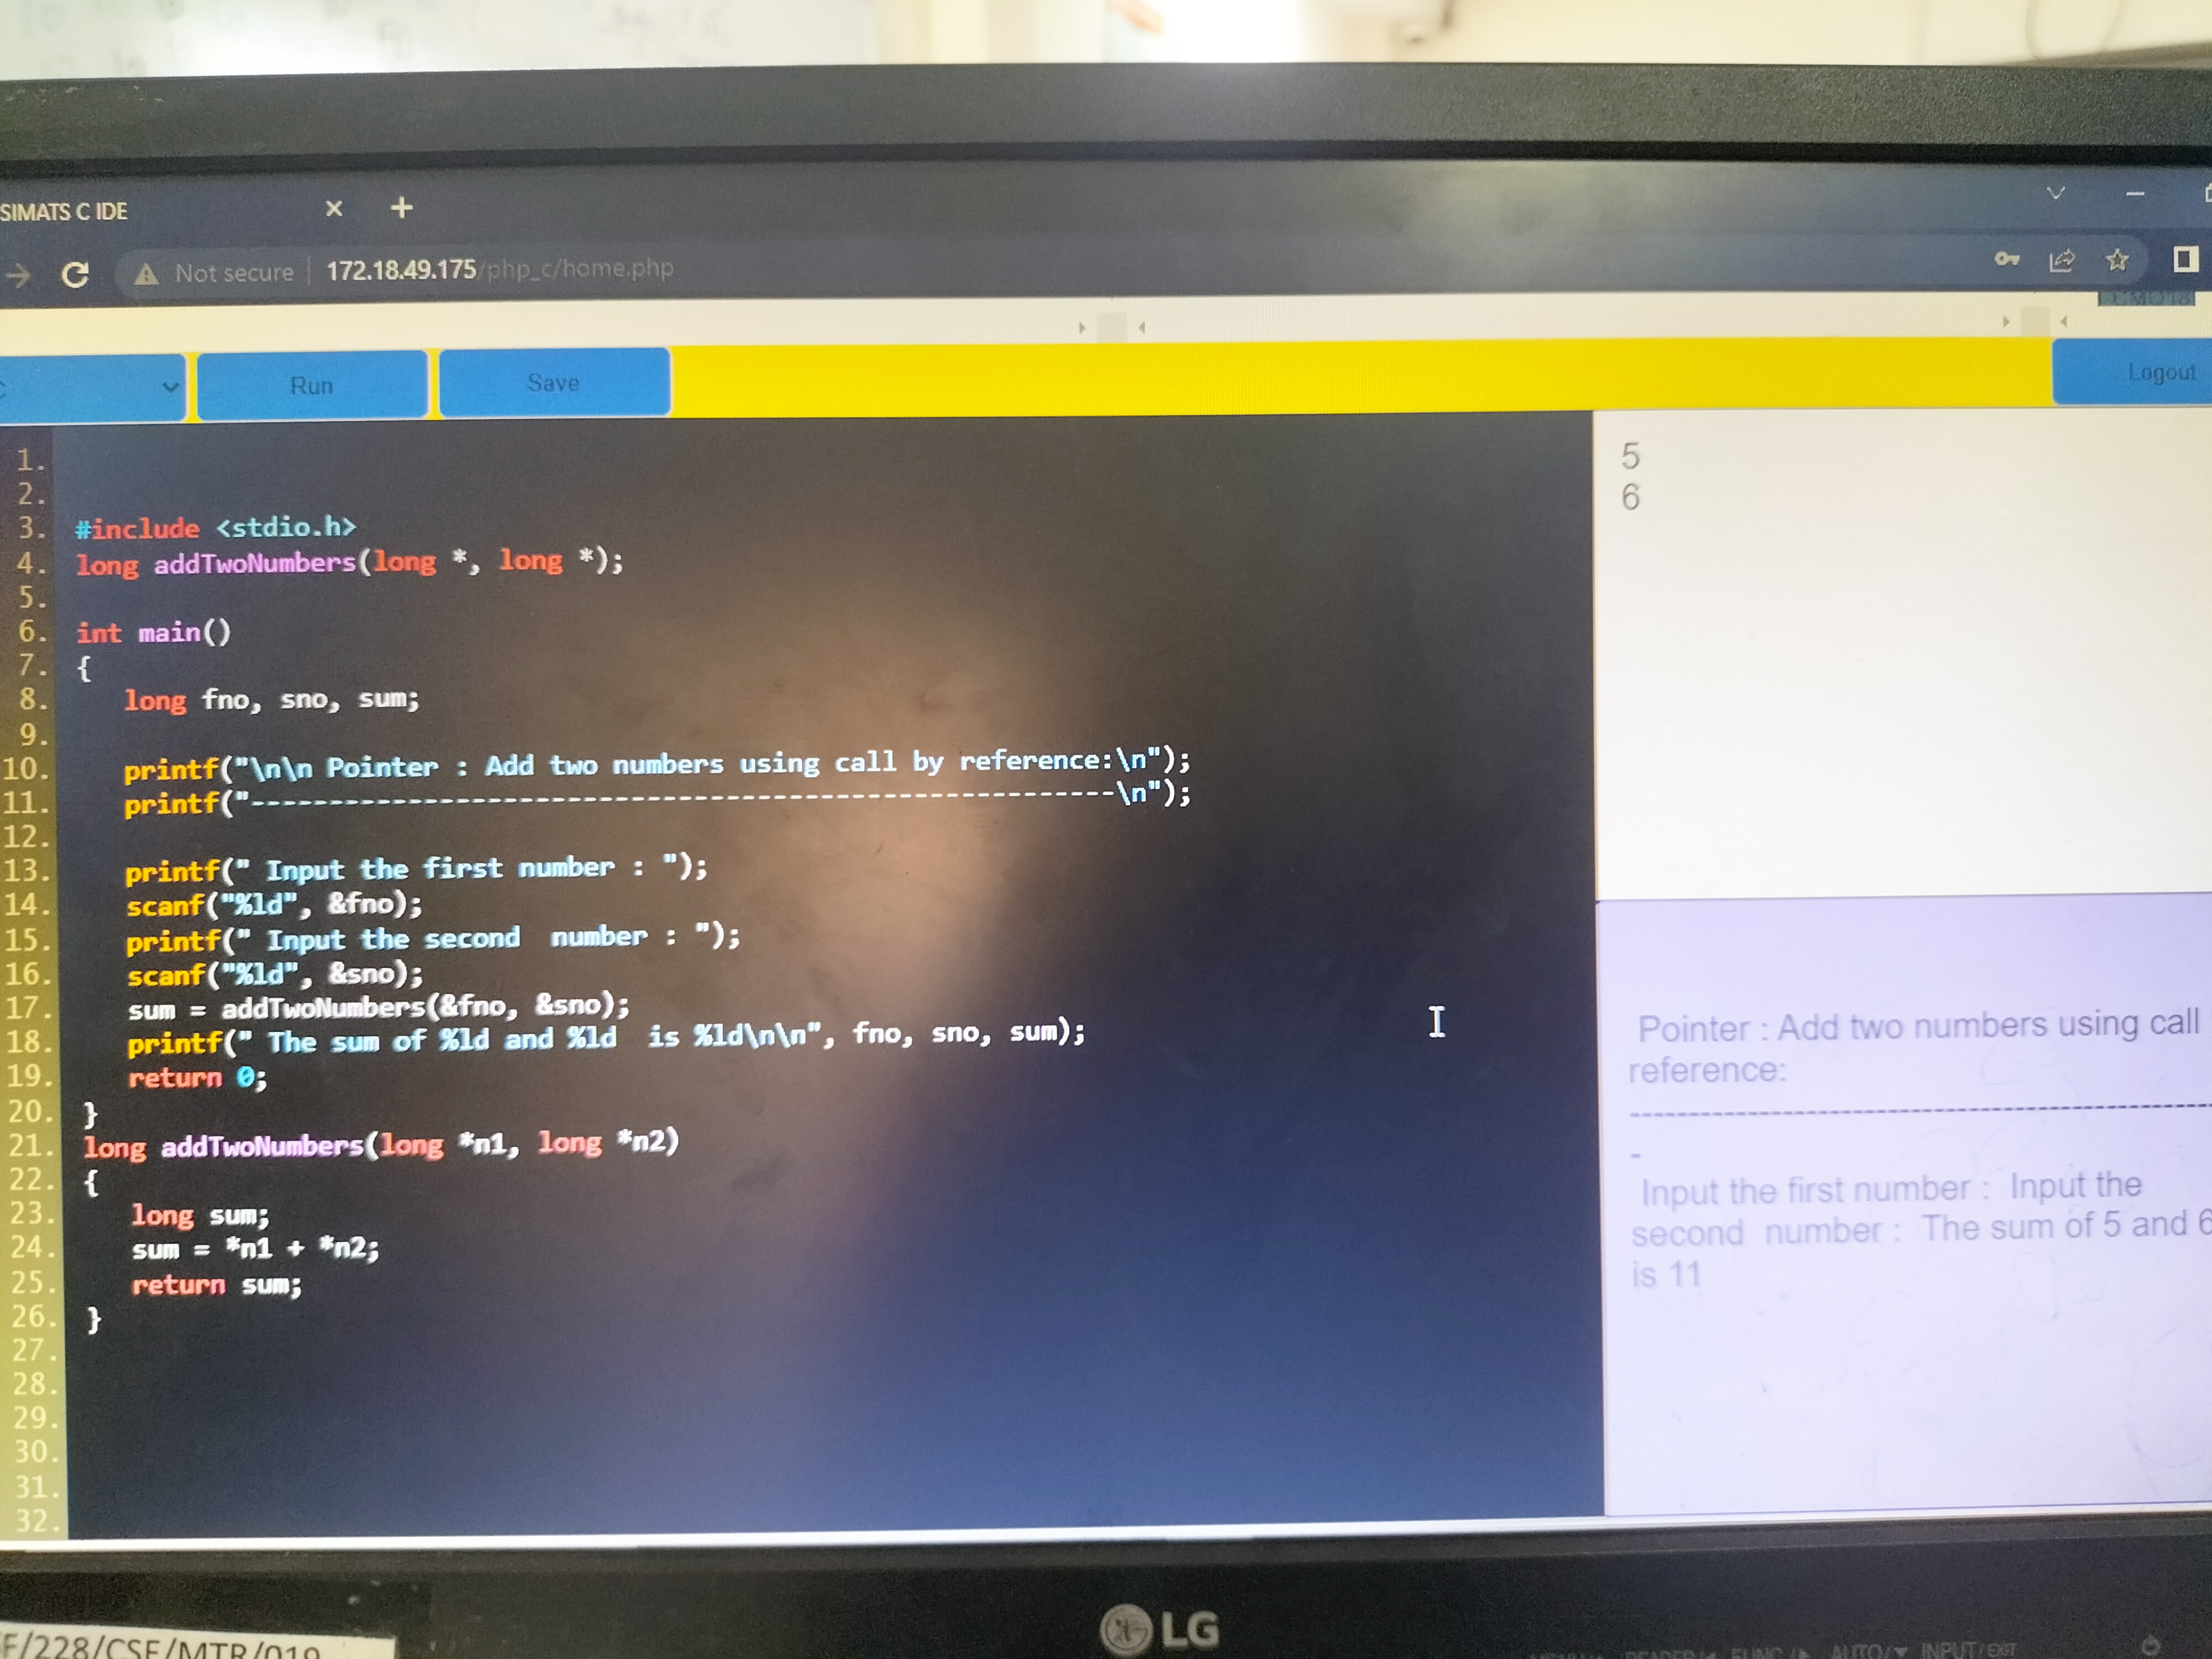 SIMATS C IDE
Not secure 172.18.49.175/php_c/home.php
Run
Save
Logout
1.
2.
3. #include <stdio.h>
4. long addTwoNumbers(long *, long *);
5.
6. int main()
7. {
8. long fno, sno, sum;
9.
10. printf("\n\n Pointer : Add two numbers using call by reference:\n");
11. printf("-------------------------------------------------------\n");
12.
13. printf(" Input the first number : ");
14. scanf("%ld", &fno);
15. printf(" Input the second  number : ");
16. scanf("%ld", &sno);
17. sum = addTwoNumbers(&fno, &sno);
18. printf(" The sum of %ld and %ld  is %ld\n\n", fno, sno, sum);
19. return 0;
20. }
21. long addTwoNumbers(long *n1, long *n2)
22. {
23. long sum;
24. sum = *n1 + *n2;
25. return sum;
26. }
27.
28.
29.
30.
31.
32.
5
6
Pointer : Add two numbers using call
reference:
-------------------------------------------------------
-
Input the first number :  Input the
second  number :  The sum of 5 and 6
is 11
LG
/228/CSE/MTR/019
AUTO/▼ INPUT/EXIT